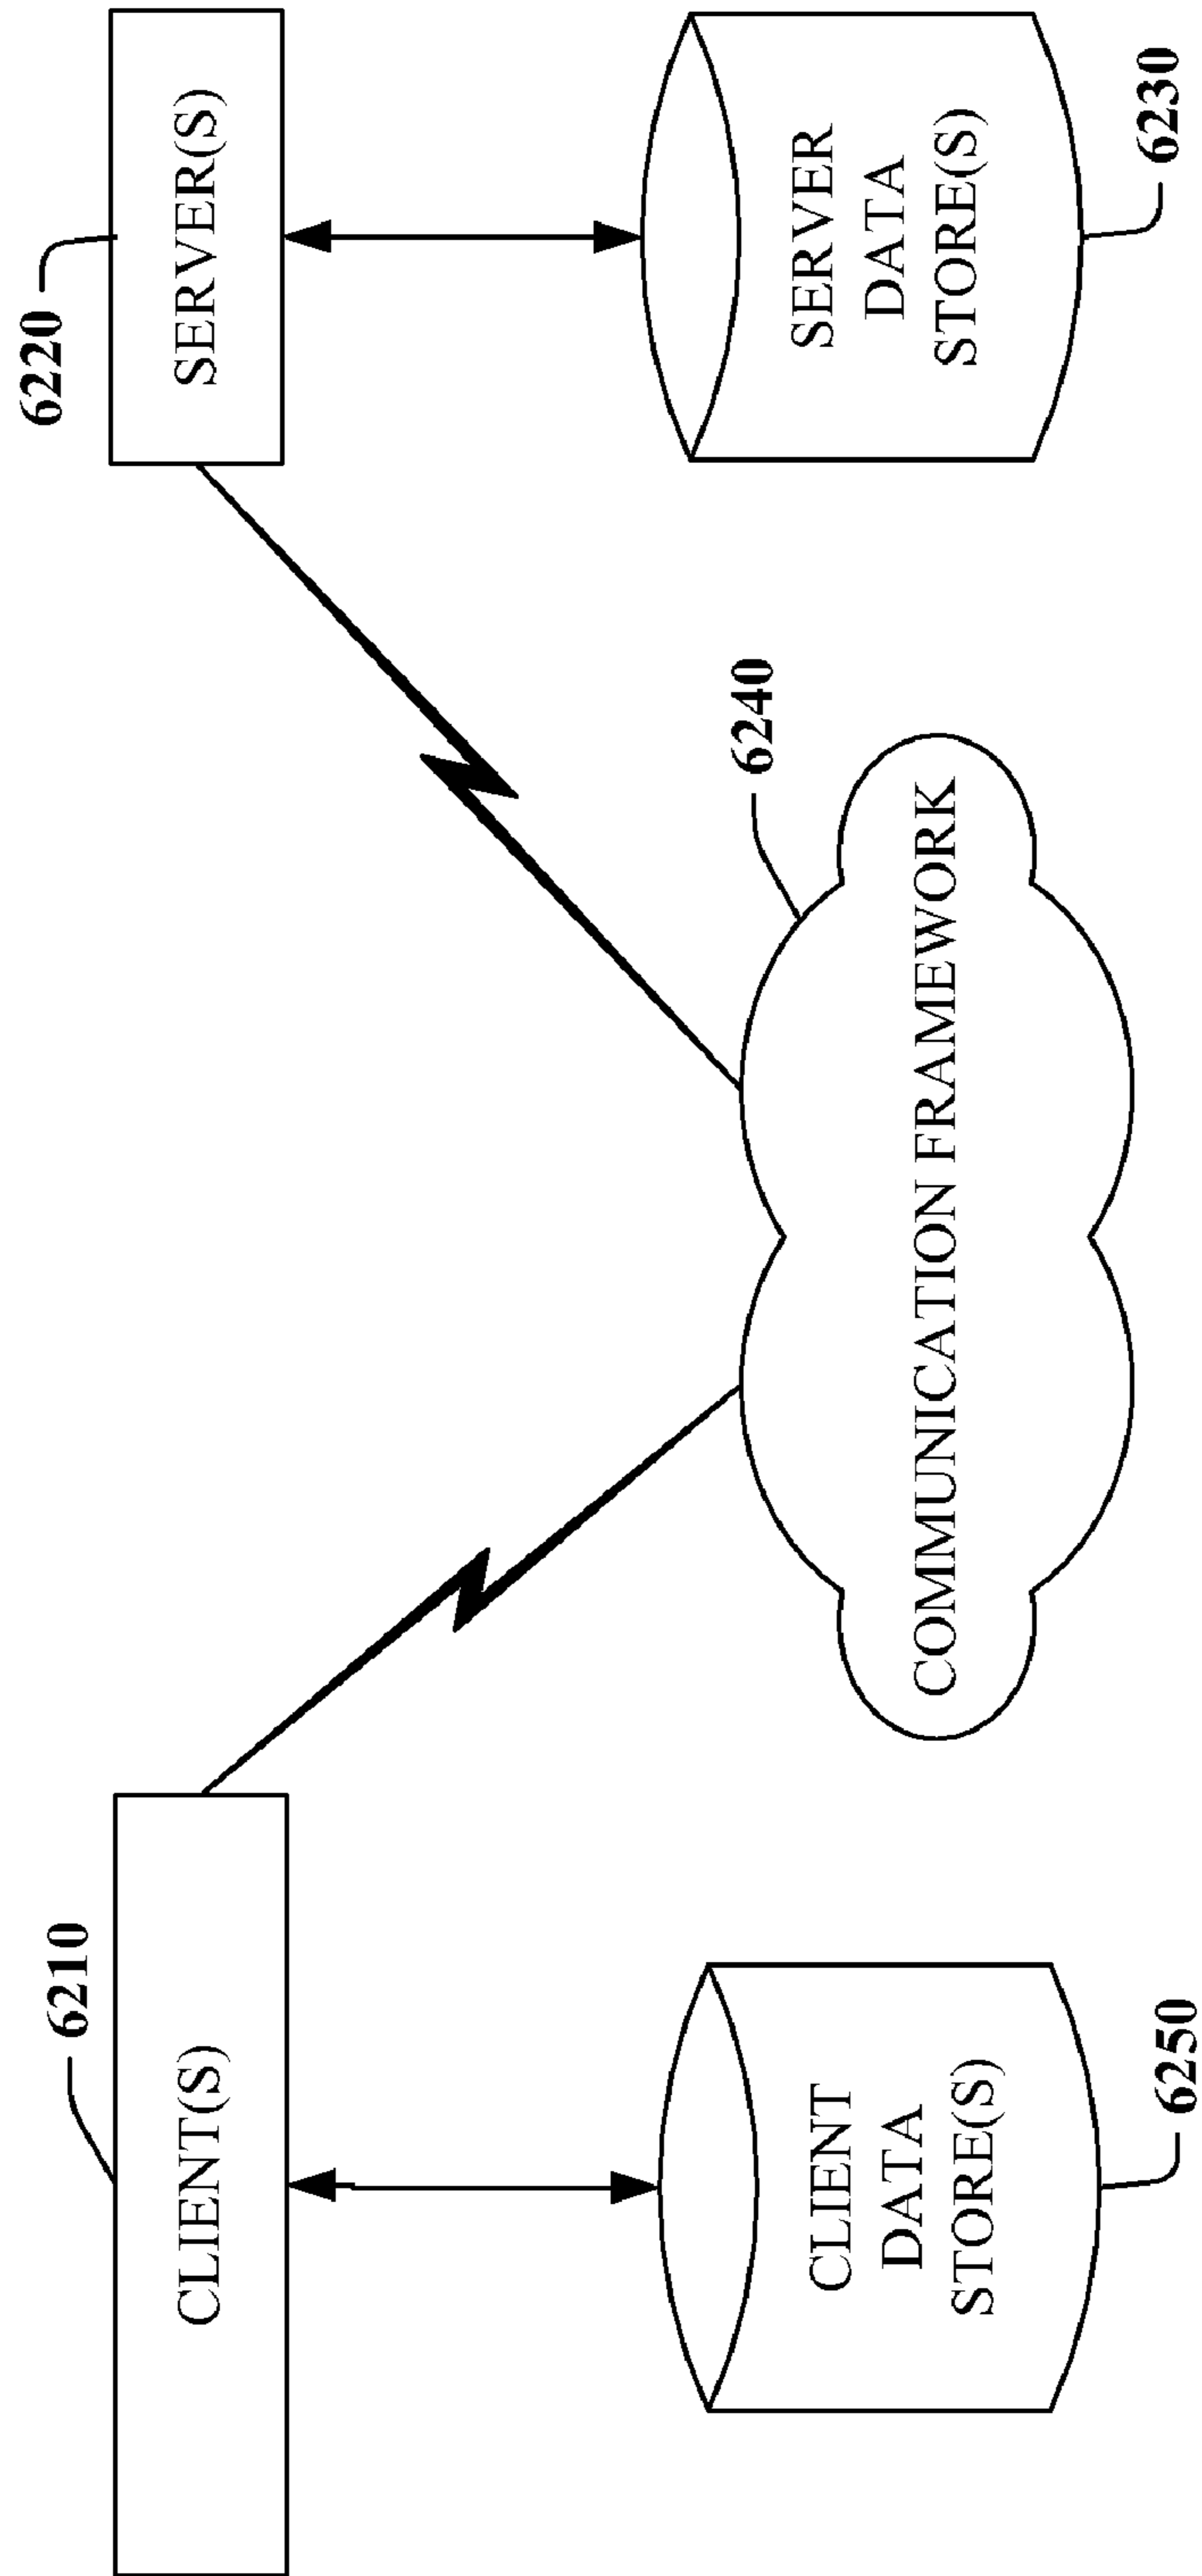 6210
CLIENT(S)
6220
SERVER(S)
CLIENT
DATA
STORE(S)
6250
6240
COMMUNICATION FRAMEWORK
SERVER
DATA
STORE(S)
6230